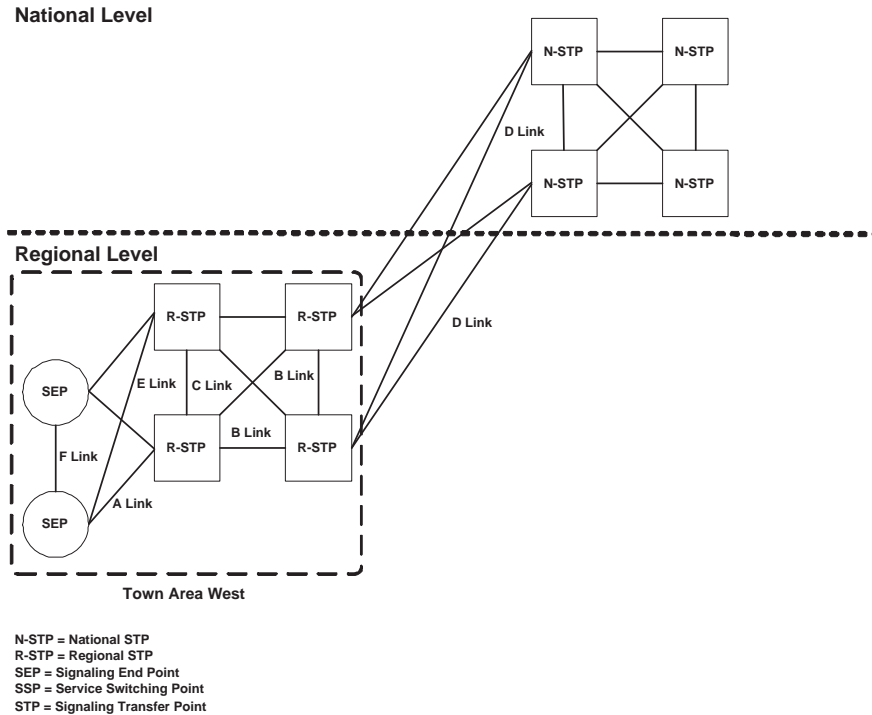 National Level
N-STP N-STP
D Link
N-STP N-STP
Regional Level
R-STP R-STP
D Link
SEP E Link C Link B Link
B Link
R-STP R-STP
F Link
A Link
SEP
Town Area West
N-STP = National STP
R-STP = Regional STP
SEP = Signaling End Point
SSP = Service Switching Point
STP = Signaling Transfer Point